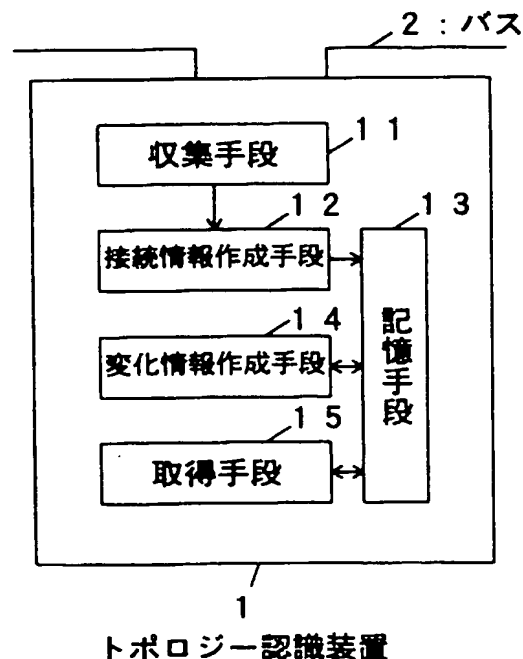 2：バス
11
収集手段
12
13
接続情報作成手段
14
変化情報作成手段
記憶手段
15
取得手段
1
トポロジー認識装置